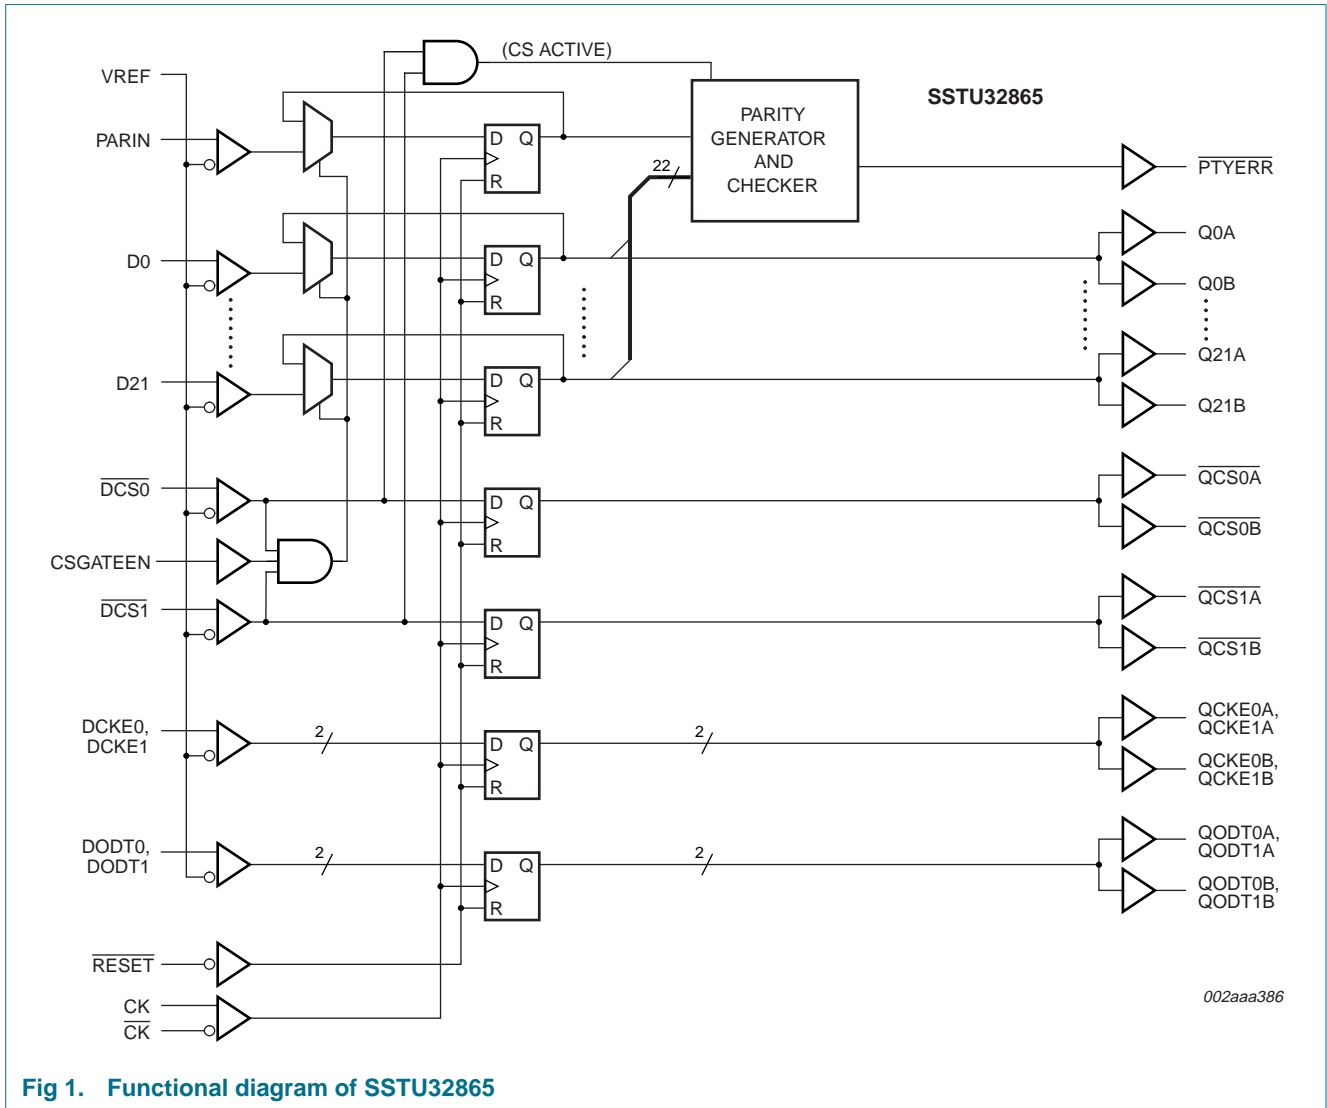 (CS ACTIVE)
VREF
SSTU32865
PARITY
GENERATOR
AND
CHECKER
PARIN
D Q
R
22
PTYERR
Q0A
D0
D Q
R
Q0B
Q21A
D21
D Q
R
Q21B
DCS0
D Q
R
QCS0A
QCS0B
CSGATEEN
DCS1
D Q
R
QCS1A
QCS1B
DCKE0,
DCKE1
2
D Q
R
2
QCKE0A,
QCKE1A
QCKE0B,
QCKE1B
DODT0,
DODT1
2
D Q
R
2
QODT0A,
QODT1A
QODT0B,
QODT1B
RESET
CK
CK
002aaa386
Fig 1. Functional diagram of SSTU32865